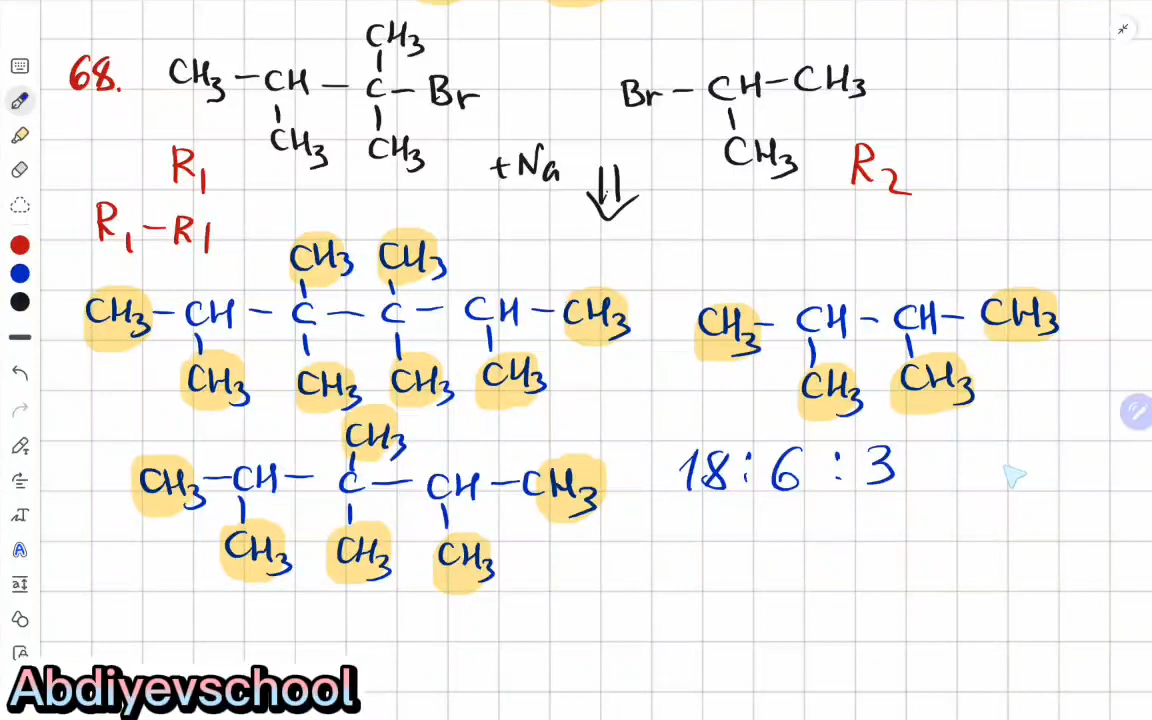 CH3
68. CH3 — CH — C — Br Br — CH — CH3
CH3 CH3 CH3
R1 +Na R2
R1 — R1
CH3 CH3
CH3 — CH — C — C — CH — CH3 CH3 — CH — CH — CH3
CH3 CH3 CH3 CH3 CH3 CH3
CH3
CH3 — CH — C — CH — CH3 18 : 6 : 3
CH3 CH3 CH3
Abdiyevschool